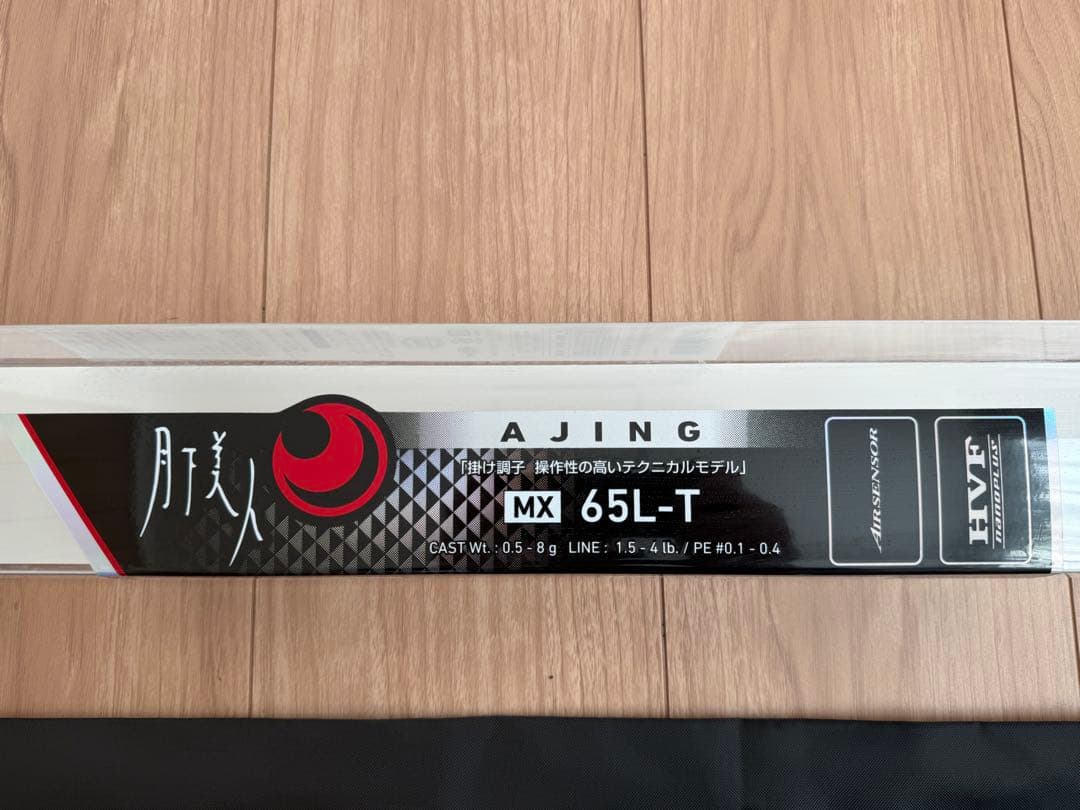 月下美人
AJING
「掛け調子 操作性の高いテクニカルモデル」
MX 65L-T
CAST Wt. : 0.5 - 8 g LINE : 1.5 - 4 lb. / PE #0.1 - 0.4
AIRSENSOR
HVF
nanoplus